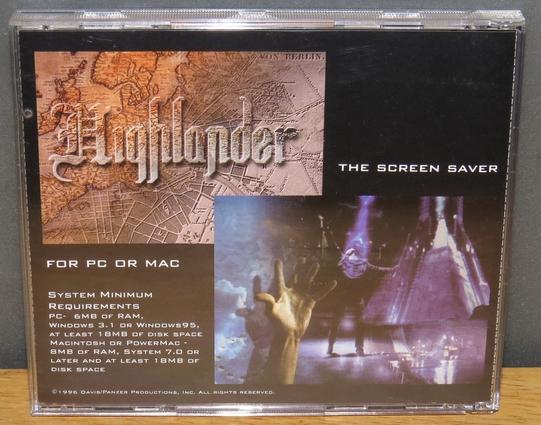 VON BERLIN.
Highlander
THE SCREEN SAVER
FOR PC OR MAC
SYSTEM MINIMUM
REQUIREMENTS
PC- 6MB OF RAM,
WINDOWS 3.1 OR WINDOWS95,
AT LEAST 18MB OF DISK SPACE
MACINTOSH OR POWERMAC -
8MB OF RAM, SYSTEM 7.0 OR
LATER AND AT LEAST 18MB OF
DISK SPACE
©1996 DAVIS/PANZER PRODUCTIONS, INC. ALL RIGHTS RESERVED.